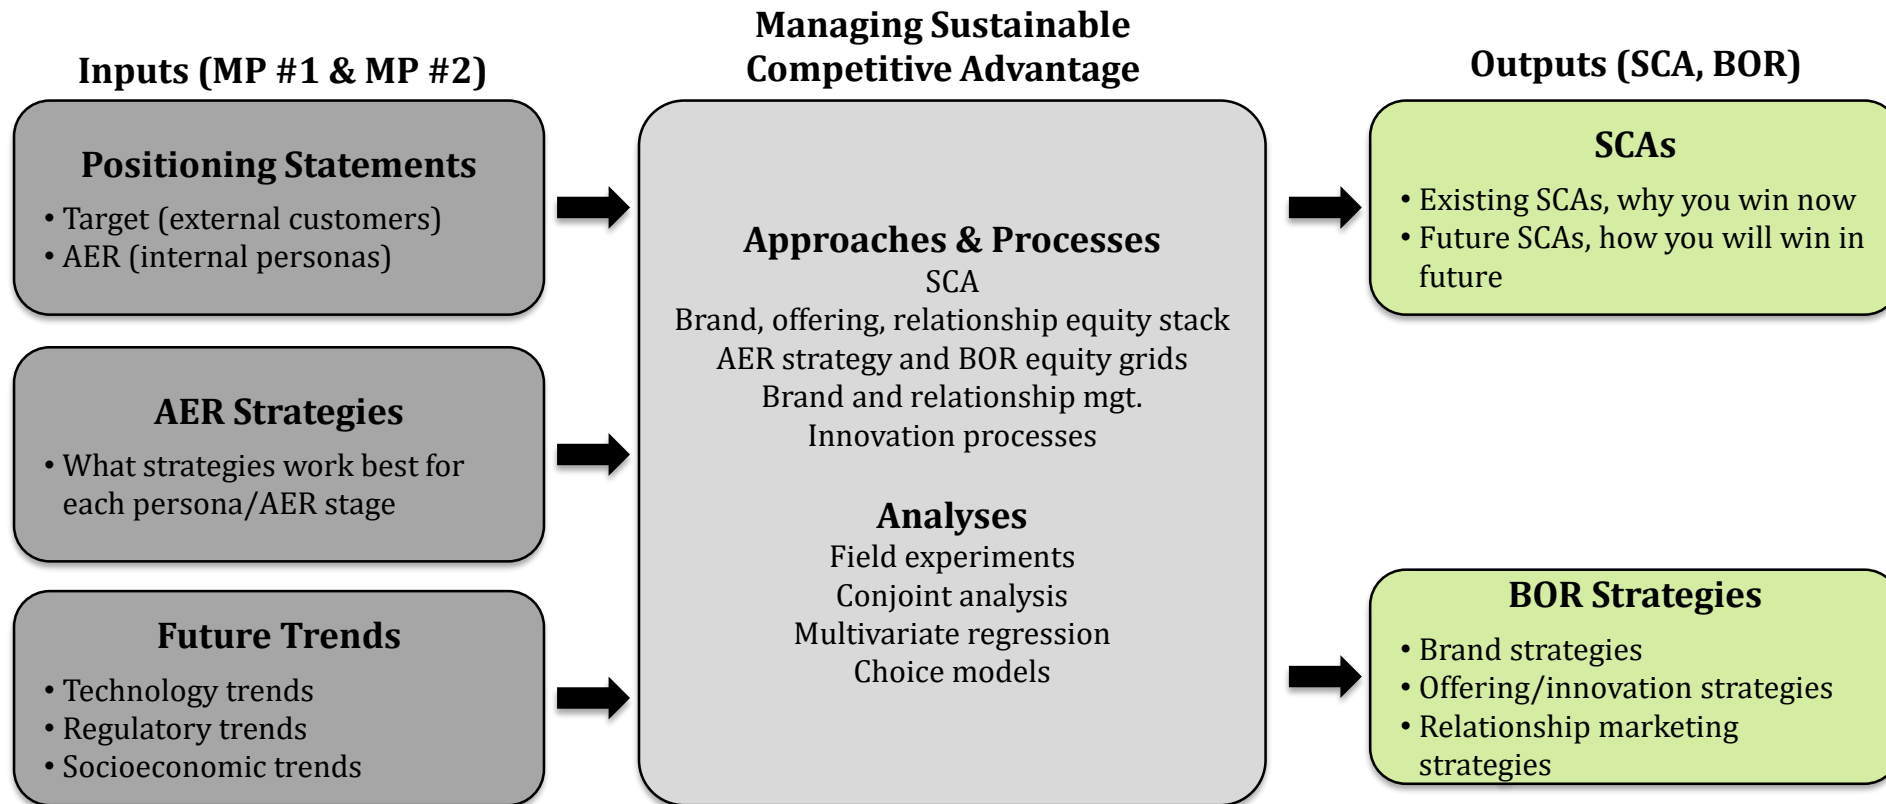 Inputs (MP #1 & MP #2)
Positioning Statements
• Target (external customers)
• AER (internal personas)
AER Strategies
• What strategies work best for
each persona/AER stage
Future Trends
• Technology trends
• Regulatory trends
• Socioeconomic trends
Managing Sustainable
Competitive Advantage
Approaches & Processes
SCA
Brand, offering, relationship equity stack
AER strategy and BOR equity grids
Brand and relationship mgt.
Innovation processes
Analyses
Field experiments
Conjoint analysis
Multivariate regression
Choice models
Outputs (SCA, BOR)
SCAs
• Existing SCAs, why you win now
• Future SCAs, how you will win in
future
BOR Strategies
• Brand strategies
• Offering/innovation strategies
• Relationship marketing
strategies